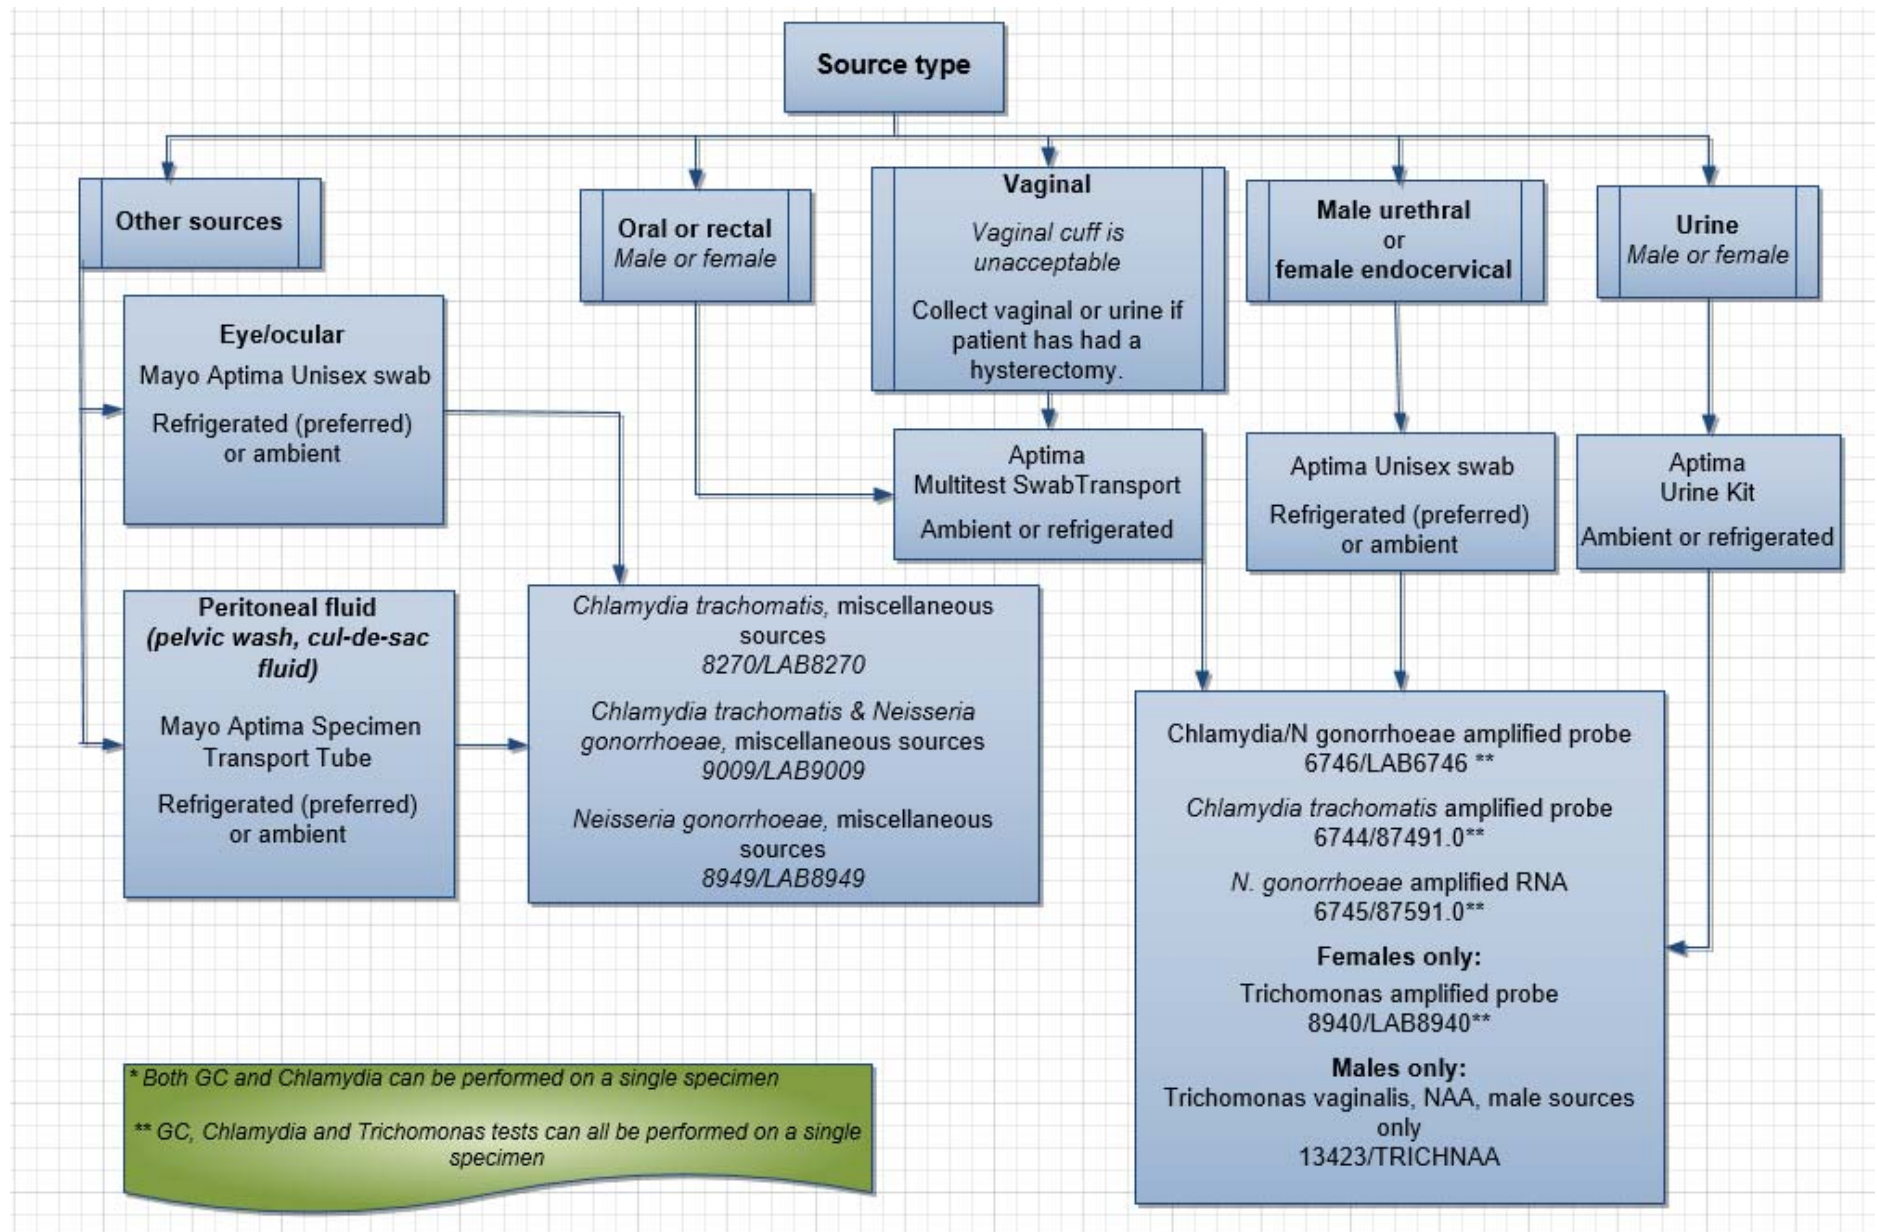 Source type
Other sources
Oral or rectal
Male or female
Vaginal
Vaginal cuff is
unacceptable
Collect vaginal or urine if
patient has had a
hysterectomy.
Male urethral
or
female endocervical
Urine
Male or female
Eye/ocular
Mayo Aptima Unisex swab
Refrigerated (preferred)
or ambient
Aptima
Multitest SwabTransport
Ambient or refrigerated
Aptima Unisex swab
Refrigerated (preferred)
or ambient
Aptima
Urine Kit
Ambient or refrigerated
Peritoneal fluid
(pelvic wash, cul-de-sac
fluid)
Mayo Aptima Specimen
Transport Tube
Refrigerated (preferred)
or ambient
Chlamydia trachomatis, miscellaneous
sources
8270/LAB8270
Chlamydia trachomatis & Neisseria
gonorrhoeae, miscellaneous sources
9009/LAB9009
Neisseria gonorrhoeae, miscellaneous
sources
8949/LAB8949
Chlamydia/N gonorrhoeae amplified probe
6746/LAB6746 **
Chlamydia trachomatis amplified probe
6744/87491.0**
N. gonorrhoeae amplified RNA
6745/87591.0**
Females only:
Trichomonas amplified probe
8940/LAB8940**
Males only:
Trichomonas vaginalis, NAA, male sources
only
13423/TRICHNAA
* Both GC and Chlamydia can be performed on a single specimen
** GC, Chlamydia and Trichomonas tests can all be performed on a single
specimen